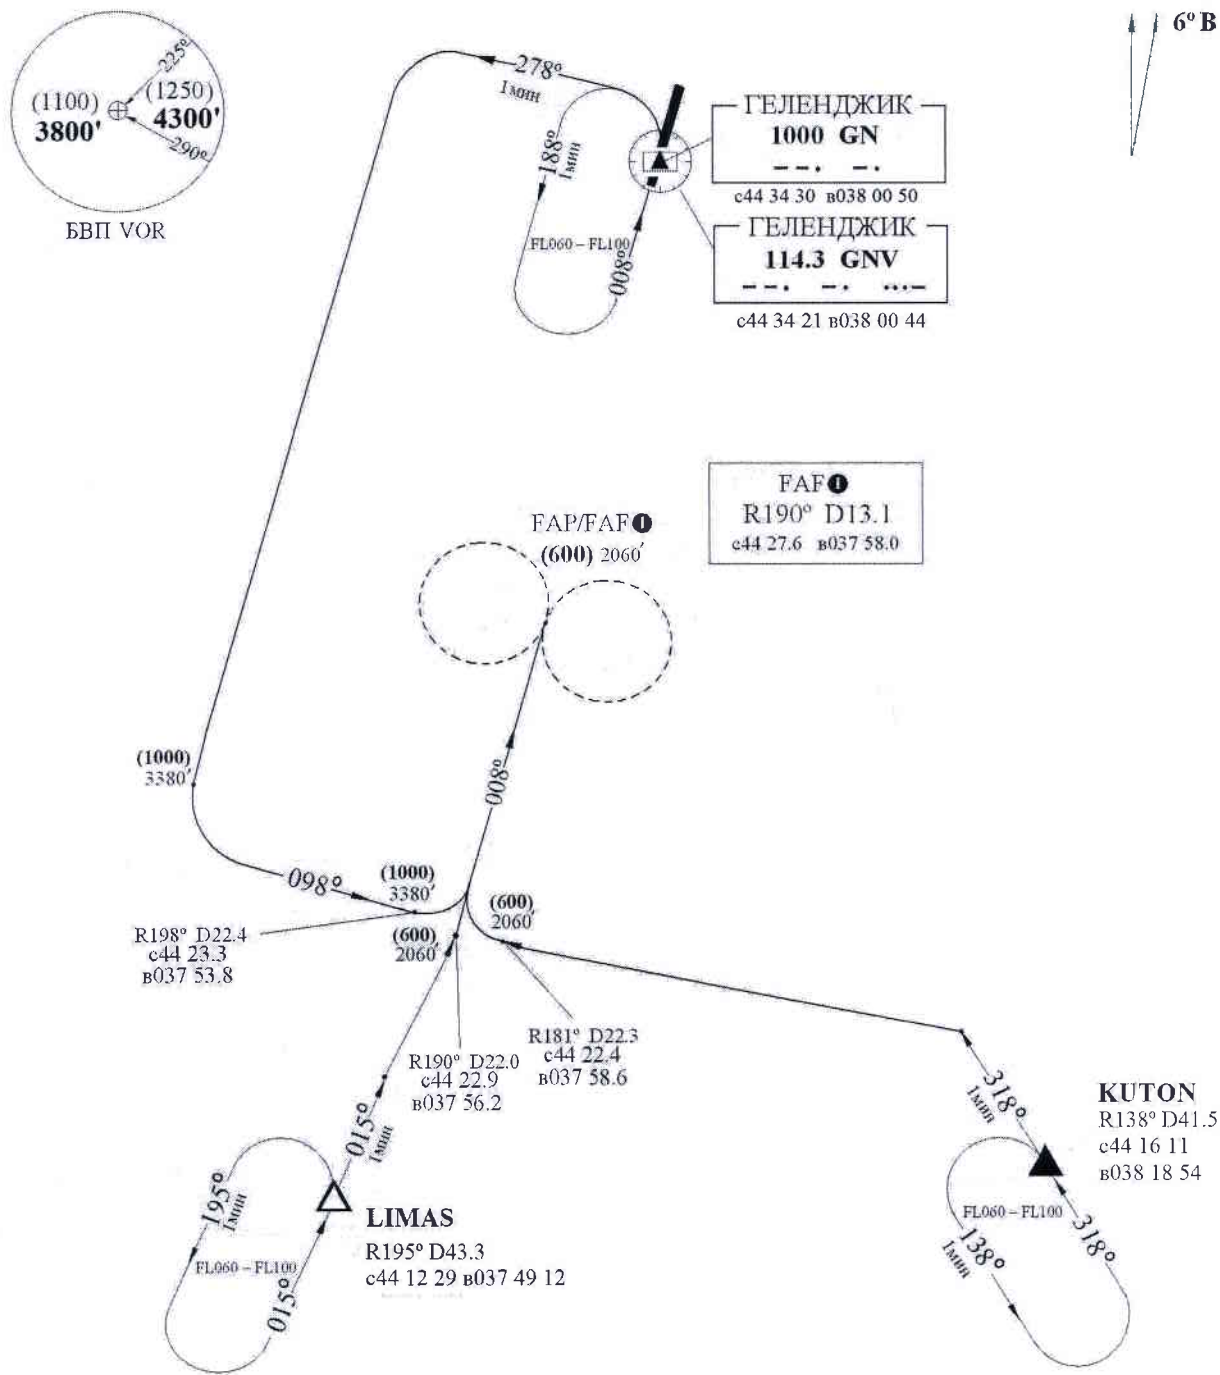 6° В
225°
(1100) (1250)
3800' 4300'
290°
БВП VOR
278°
1мин
188°
1мин
FL060 – FL100
008°
ГЕЛЕНДЖИК
1000 GN
с44 34 30 в038 00 50
ГЕЛЕНДЖИК
114.3 GNV
с44 34 21 в038 00 44
FAF 1
R190° D13.1
с44 27.6 в037 58.0
FAP/FAF 1
(600) 2060'
008°
(1000)
3380'
098°
(1000)
3380'
(600)
2060'
(600)
2060'
R198° D22.4
с44 23.3
в037 53.8
R190° D22.0
с44 22.9
в037 56.2
R181° D22.3
с44 22.4
в037 58.6
015°
1мин
195°
1мин
FL060 – FL100
015°
LIMAS
R195° D43.3
с44 12 29 в037 49 12
318°
1мин
KUTON
R138° D41.5
с44 16 11
в038 18 54
FL060 – FL100
138°
1мин
318°